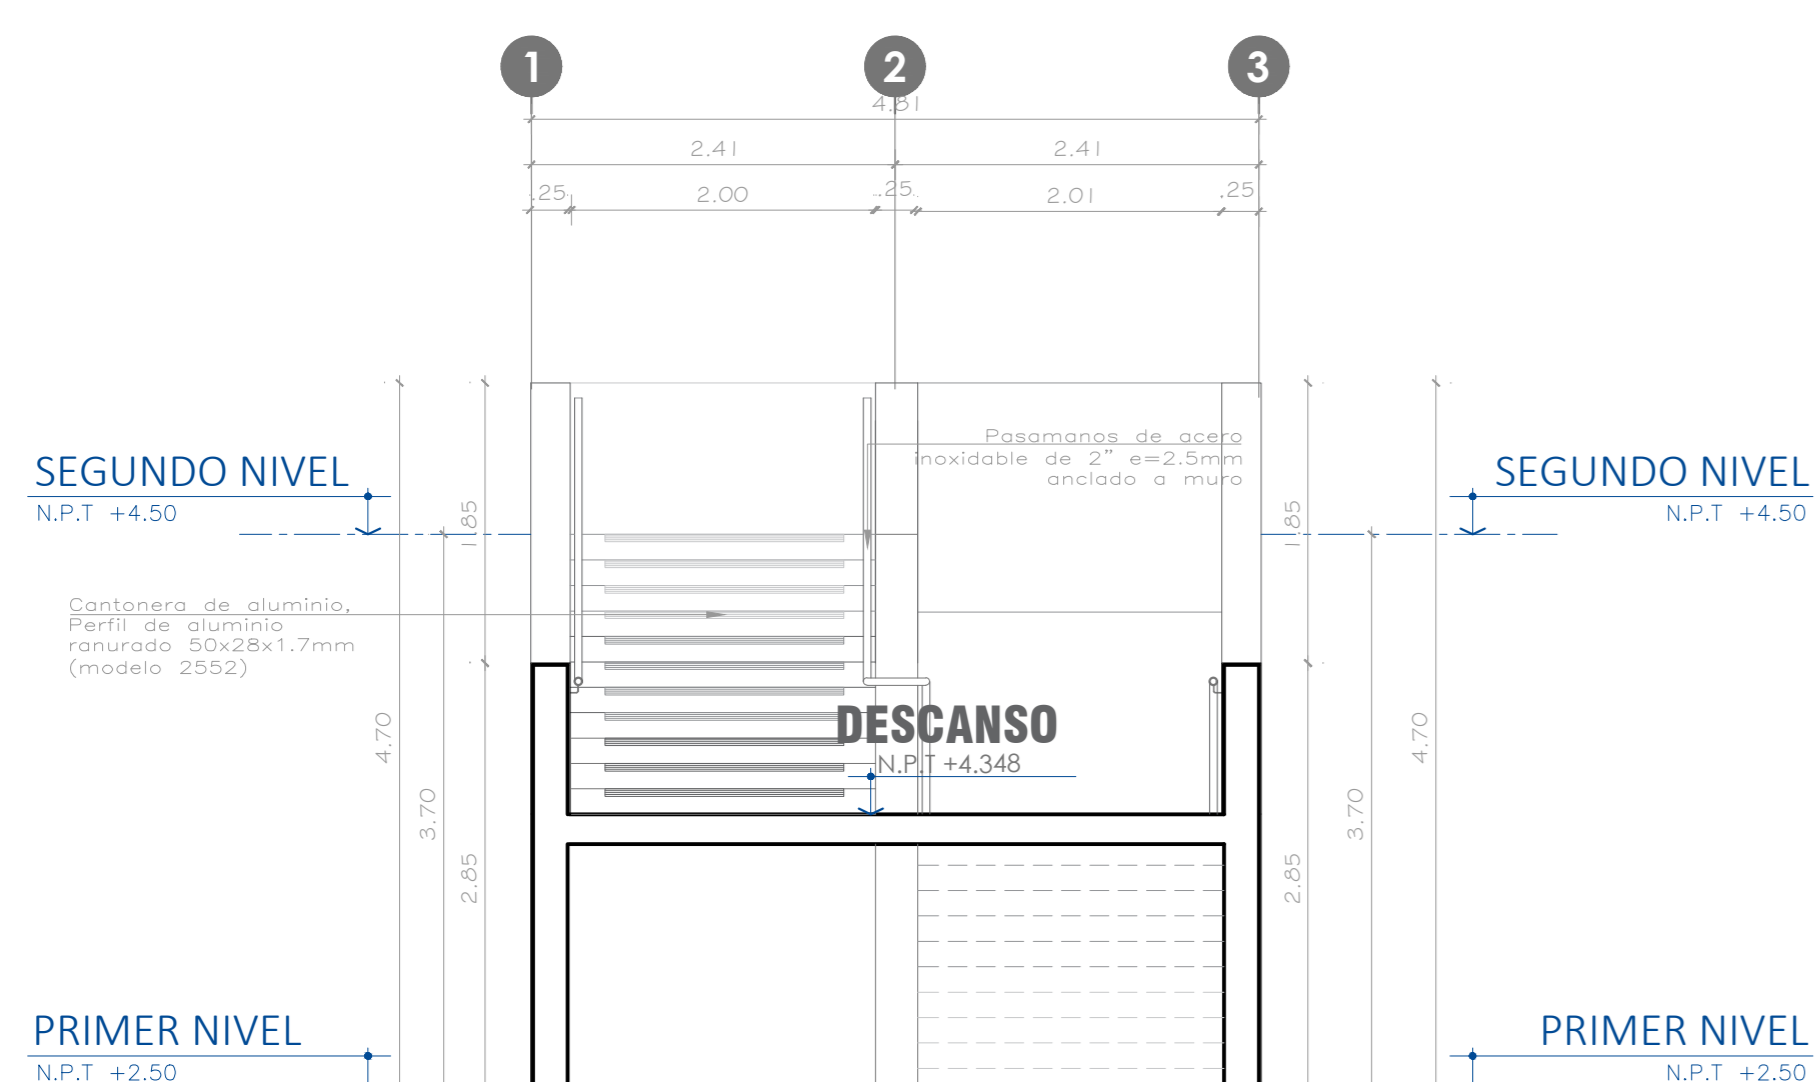 1 2 3
4.81
2.41 2.41
.25 2.00 .25 2.01 .25
Pasamanos de acero
inoxidable de 2" e=2.5mm
anclado a muro
SEGUNDO NIVEL
N.P.T +4.50
SEGUNDO NIVEL
N.P.T +4.50
1.85
1.85
Cantonera de aluminio,
Perfil de aluminio
ranurado 50x28x1.7mm
(modelo 2552)
DESCANSO
N.P.T +4.348
4.70
4.70
3.70
3.70
2.85
2.85
PRIMER NIVEL
N.P.T +2.50
PRIMER NIVEL
N.P.T +2.50